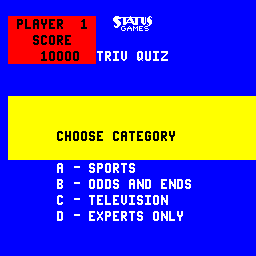 PLAYER 1
SCORE
10000
STATUS
GAMES
TRIV QUIZ
CHOOSE CATEGORY
A - SPORTS
B - ODDS AND ENDS
C - TELEVISION
D - EXPERTS ONLY